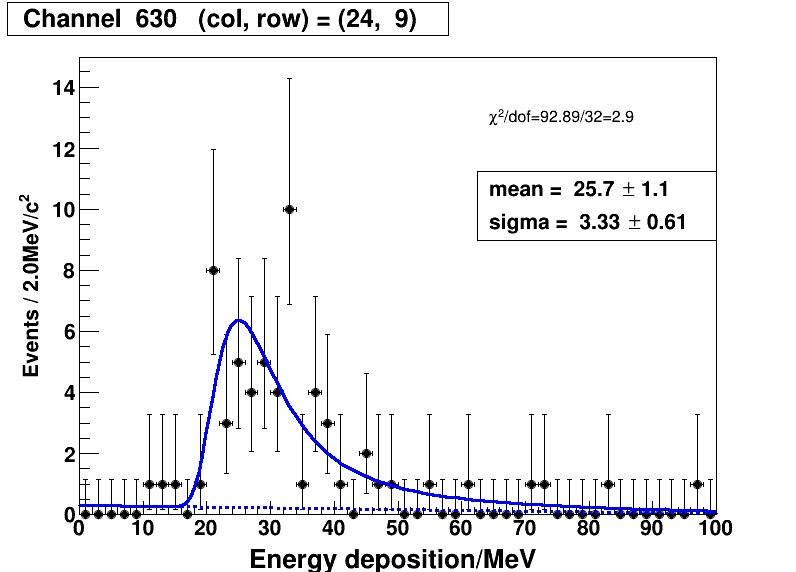 Channel 630 (col, row) = (24, 9)
χ²/dof=92.89/32=2.9
mean = 25.7 ± 1.1
sigma = 3.33 ± 0.61
Events / 2.0MeV/c²
14
12
10
8
6
4
2
0
0 10 20 30 40 50 60 70 80 90 100
Energy deposition/MeV